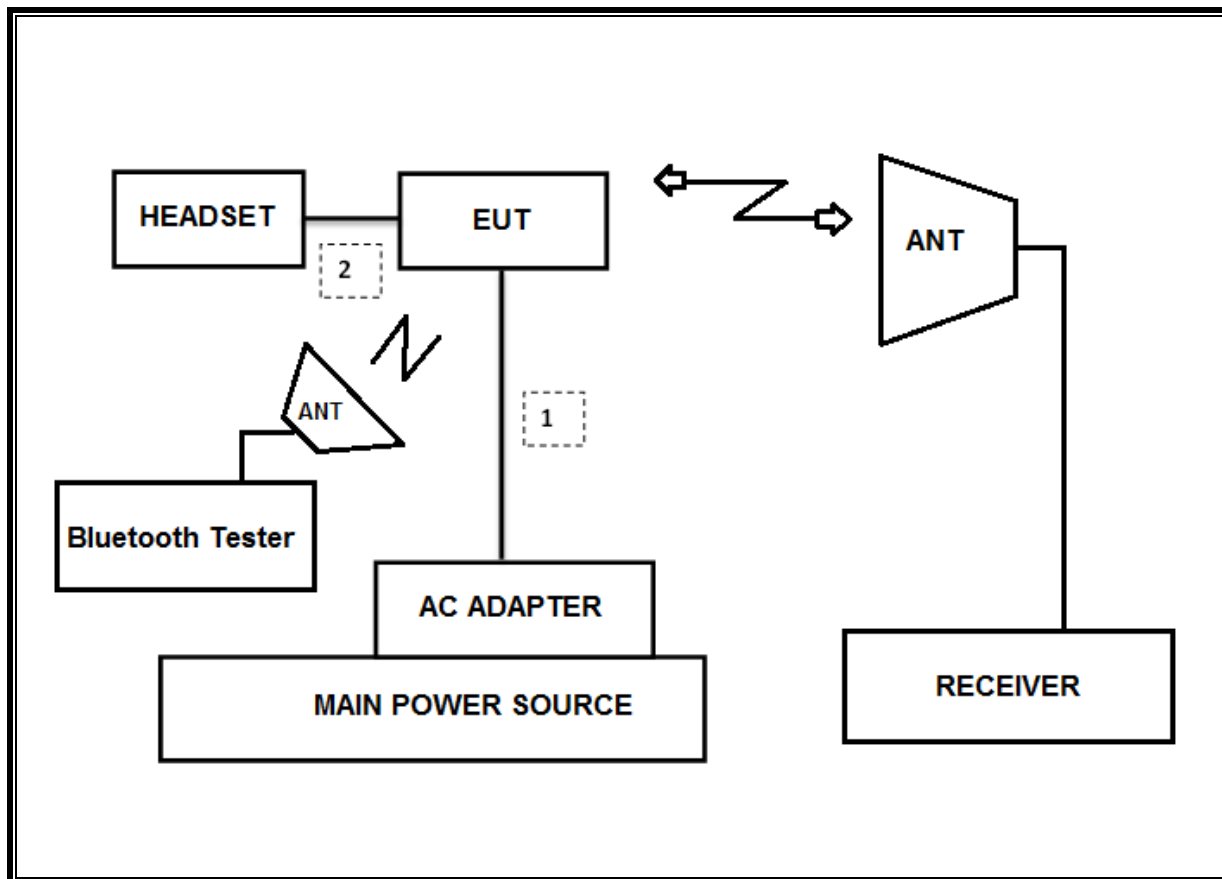 HEADSET
EUT
ANT
2
ANT
1
Bluetooth Tester
AC ADAPTER
RECEIVER
MAIN POWER SOURCE